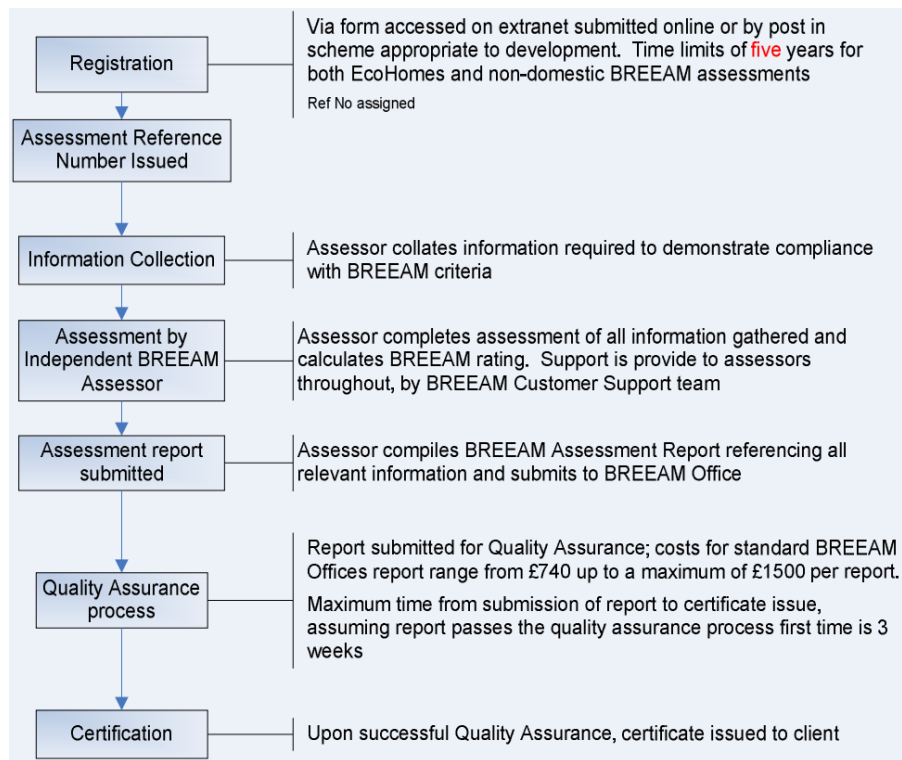 Registration
Via form accessed on extranet submitted online or by post in
scheme appropriate to development. Time limits of five years for
both EcoHomes and non-domestic BREEAM assessments
Ref No assigned
Assessment Reference
Number Issued
Information Collection
Assessor collates information required to demonstrate compliance
with BREEAM criteria
Assessment by
Independent BREEAM
Assessor
Assessor completes assessment of all information gathered and
calculates BREEAM rating. Support is provide to assessors
throughout, by BREEAM Customer Support team
Assessment report
submitted
Assessor compiles BREEAM Assessment Report referencing all
relevant information and submits to BREEAM Office
Quality Assurance
process
Report submitted for Quality Assurance; costs for standard BREEAM
Offices report range from £740 up to a maximum of £1500 per report.
Maximum time from submission of report to certificate issue,
assuming report passes the quality assurance process first time is 3
weeks
Certification
Upon successful Quality Assurance, certificate issued to client